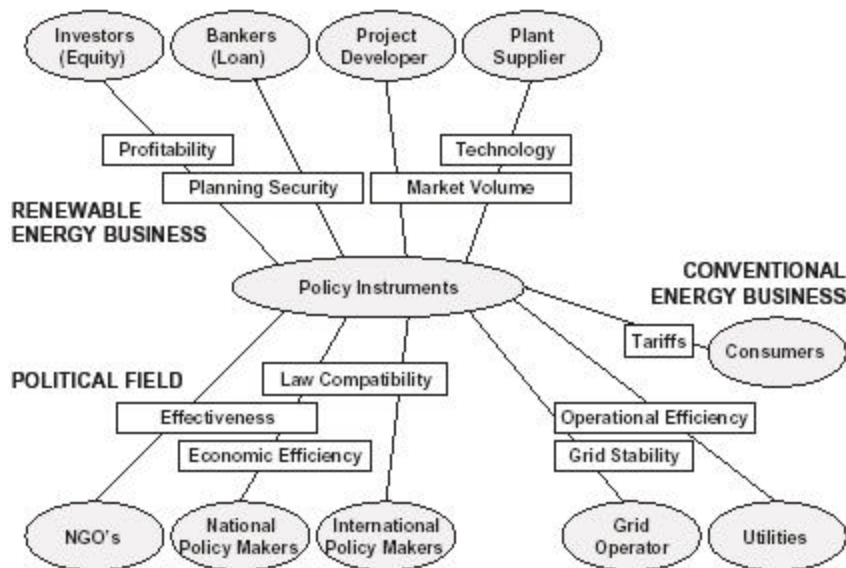 Investors
(Equity)
Bankers
(Loan)
Project
Developer
Plant
Supplier
Profitability
Technology
Planning Security
Market Volume
RENEWABLE
ENERGY BUSINESS
Policy Instruments
CONVENTIONAL
ENERGY BUSINESS
Tariffs
Consumers
POLITICAL FIELD
Law Compatibility
Effectiveness
Operational Efficiency
Economic Efficiency
Grid Stability
NGO's
National
Policy Makers
International
Policy Makers
Grid
Operator
Utilities